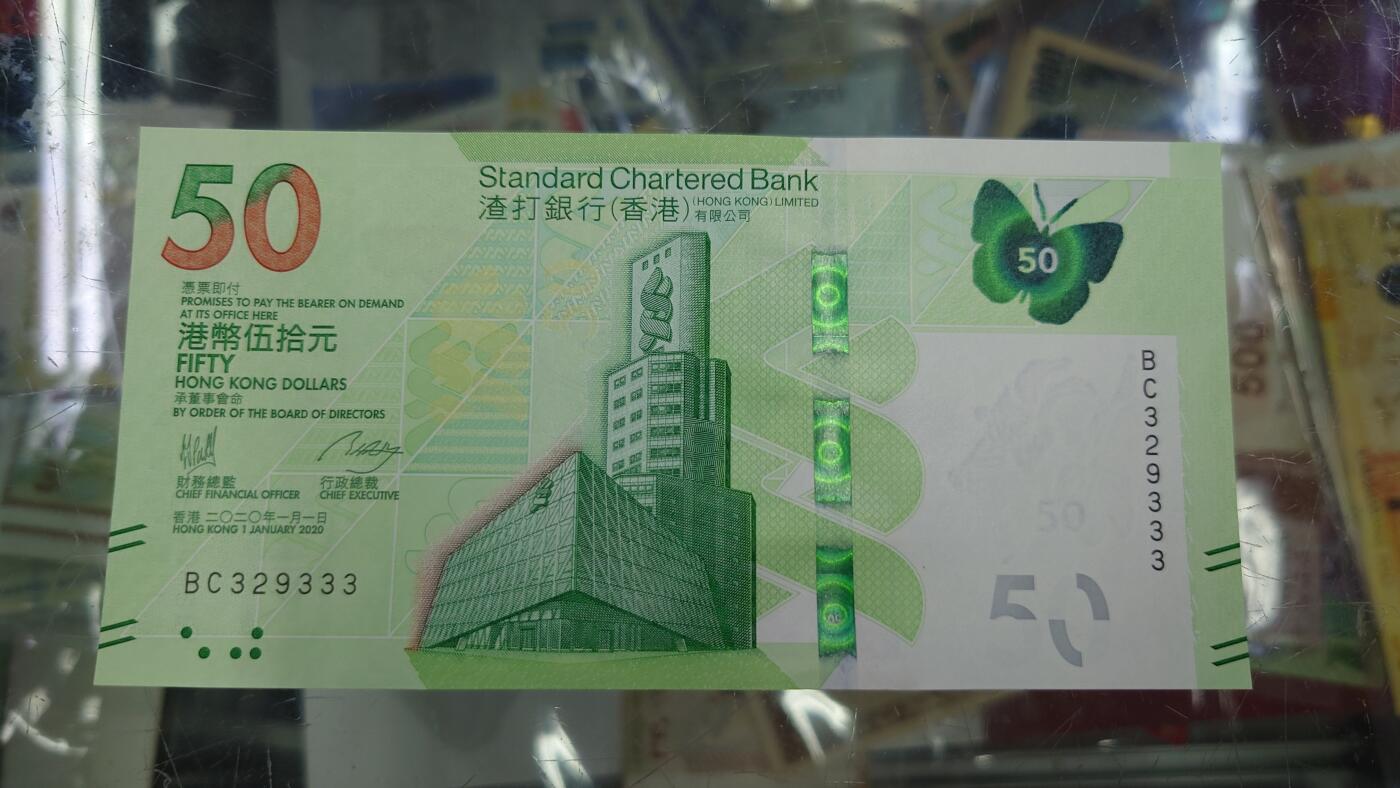 50
Standard Chartered Bank
渣打銀行(香港)
(HONG KONG) LIMITED
有限公司
50
憑票即付
PROMISES TO PAY THE BEARER ON DEMAND
AT ITS OFFICE HERE
港幣伍拾元
FIFTY
HONG KONG DOLLARS
承董事會命
BY ORDER OF THE BOARD OF DIRECTORS
財務總監
CHIEF FINANCIAL OFFICER
行政總裁
CHIEF EXECUTIVE
香港 二〇二〇年一月一日
HONG KONG 1 JANUARY 2020
BC329333
BC329333
50
50
500